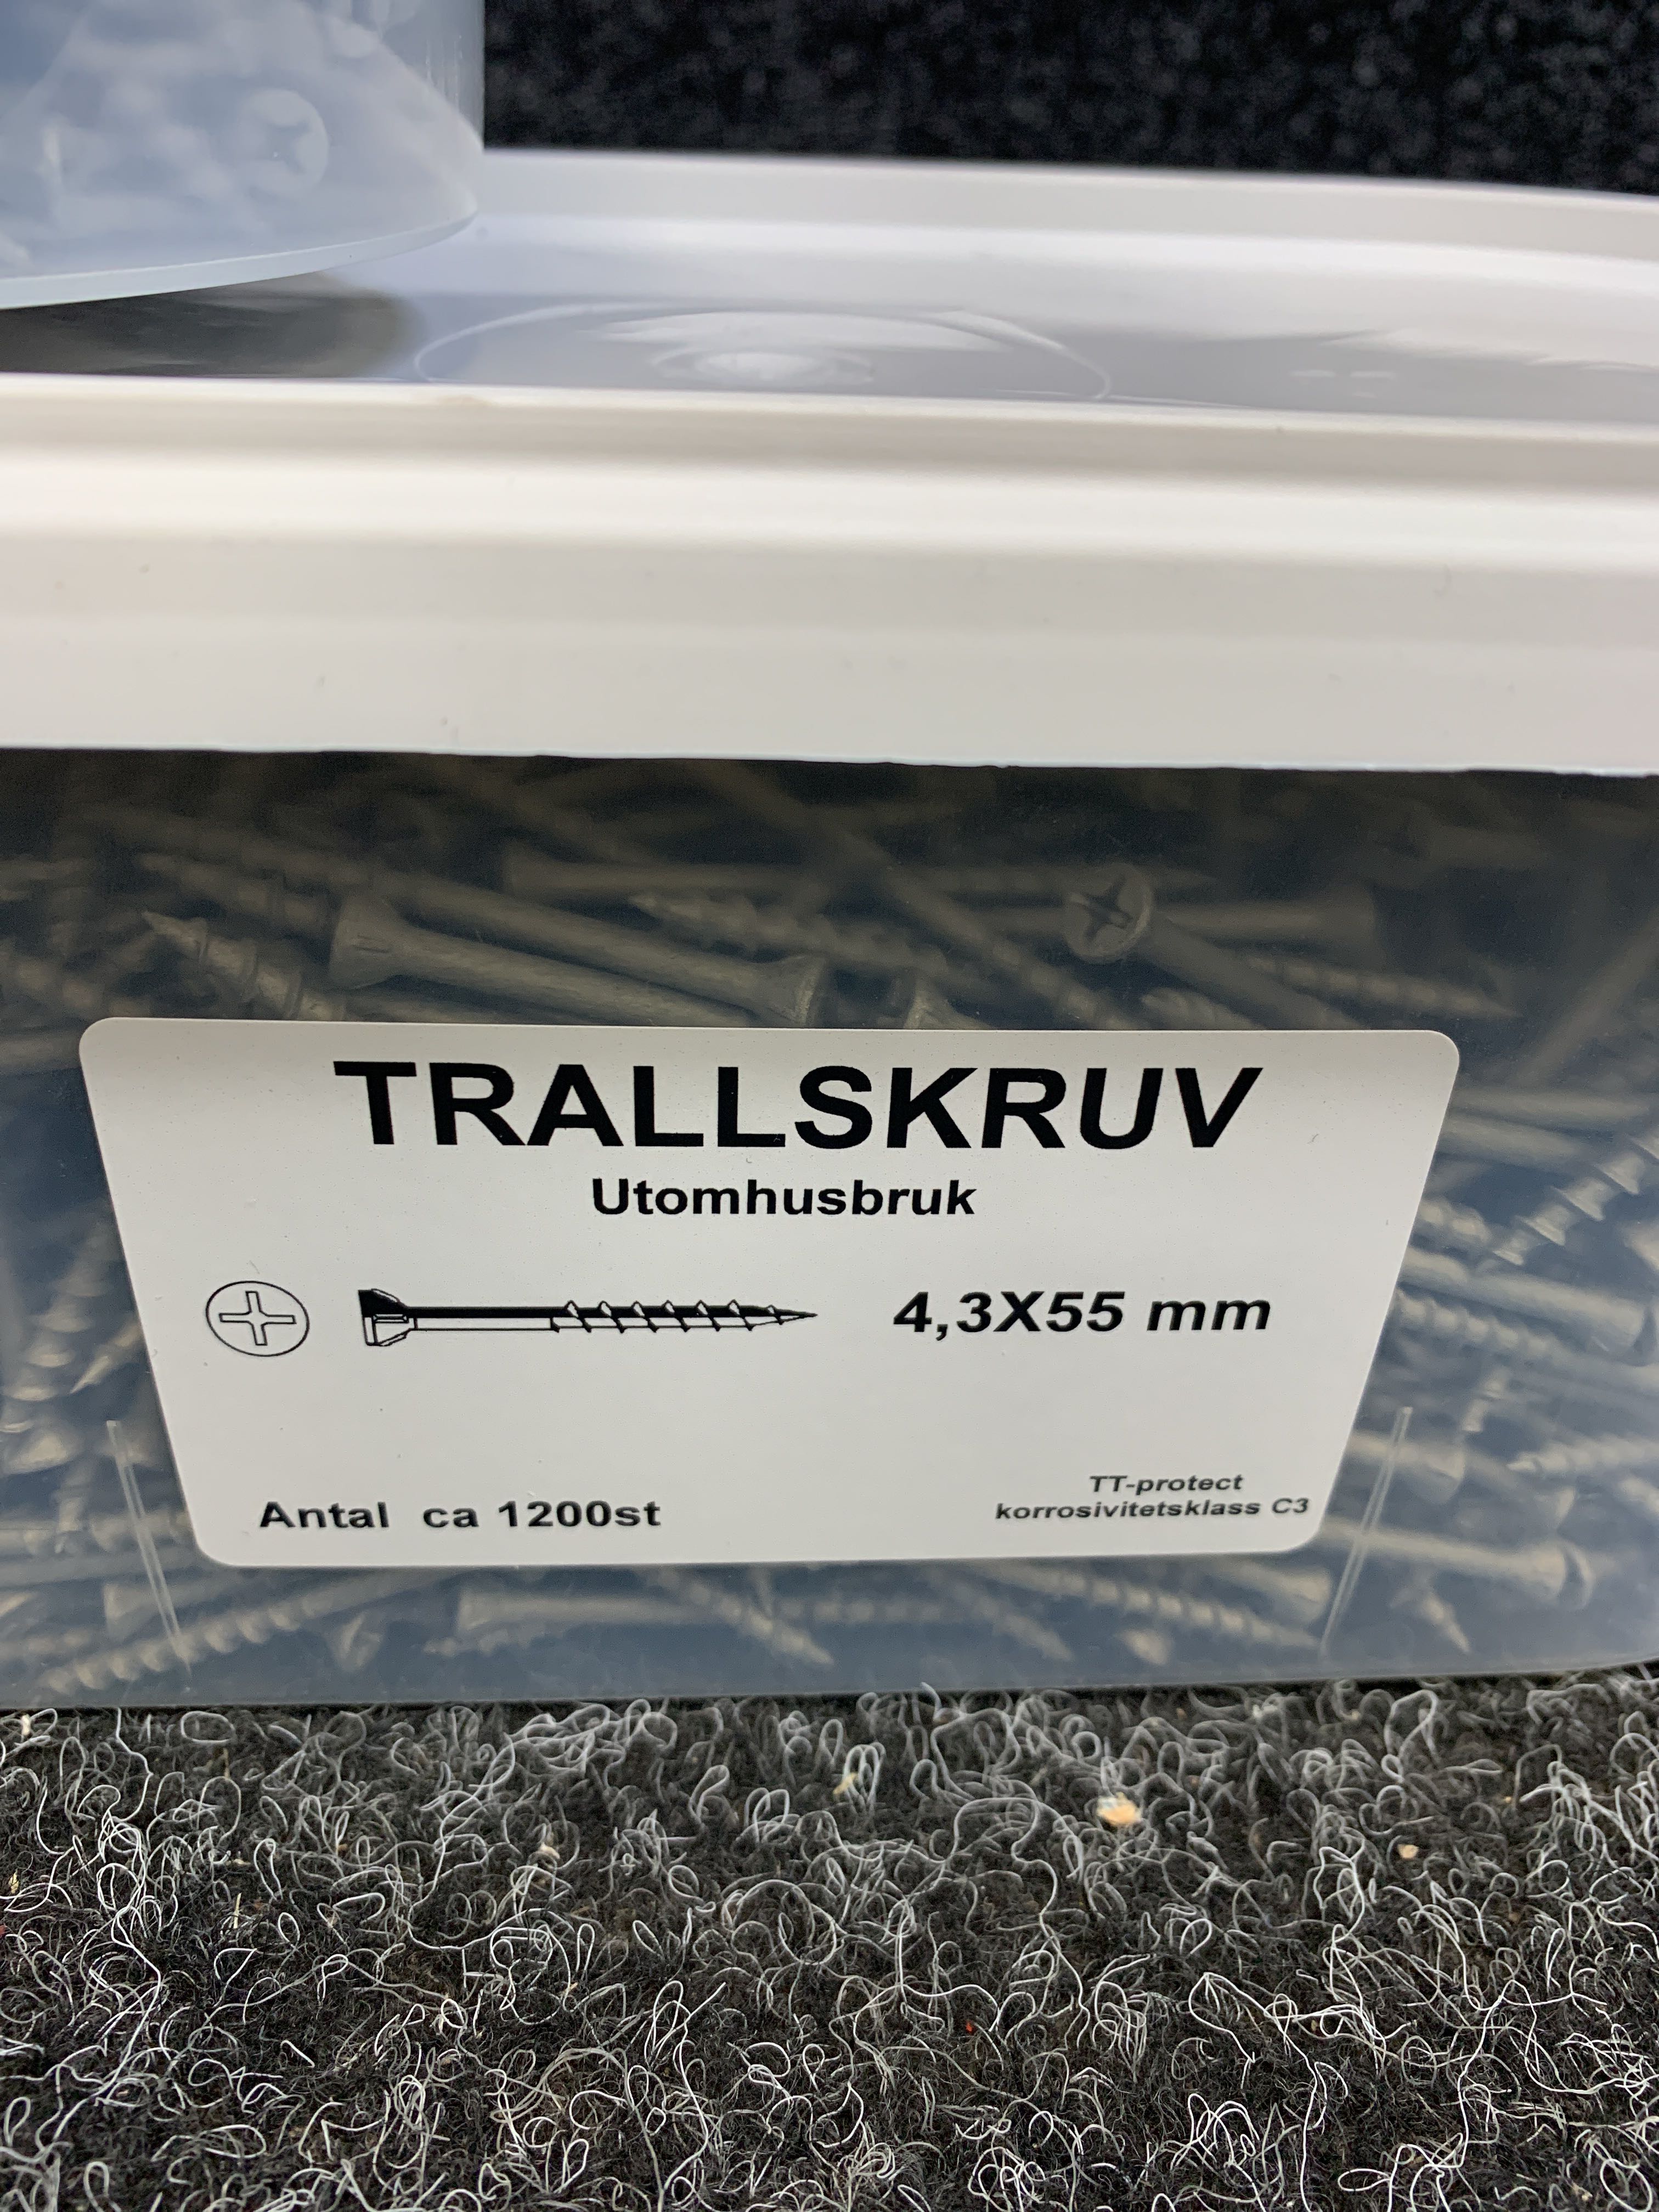 TRALLSKRUV
Utomhusbruk
4,3X55 mm
Antal ca 1200st
TT-protect
korrosivitetsklass C3